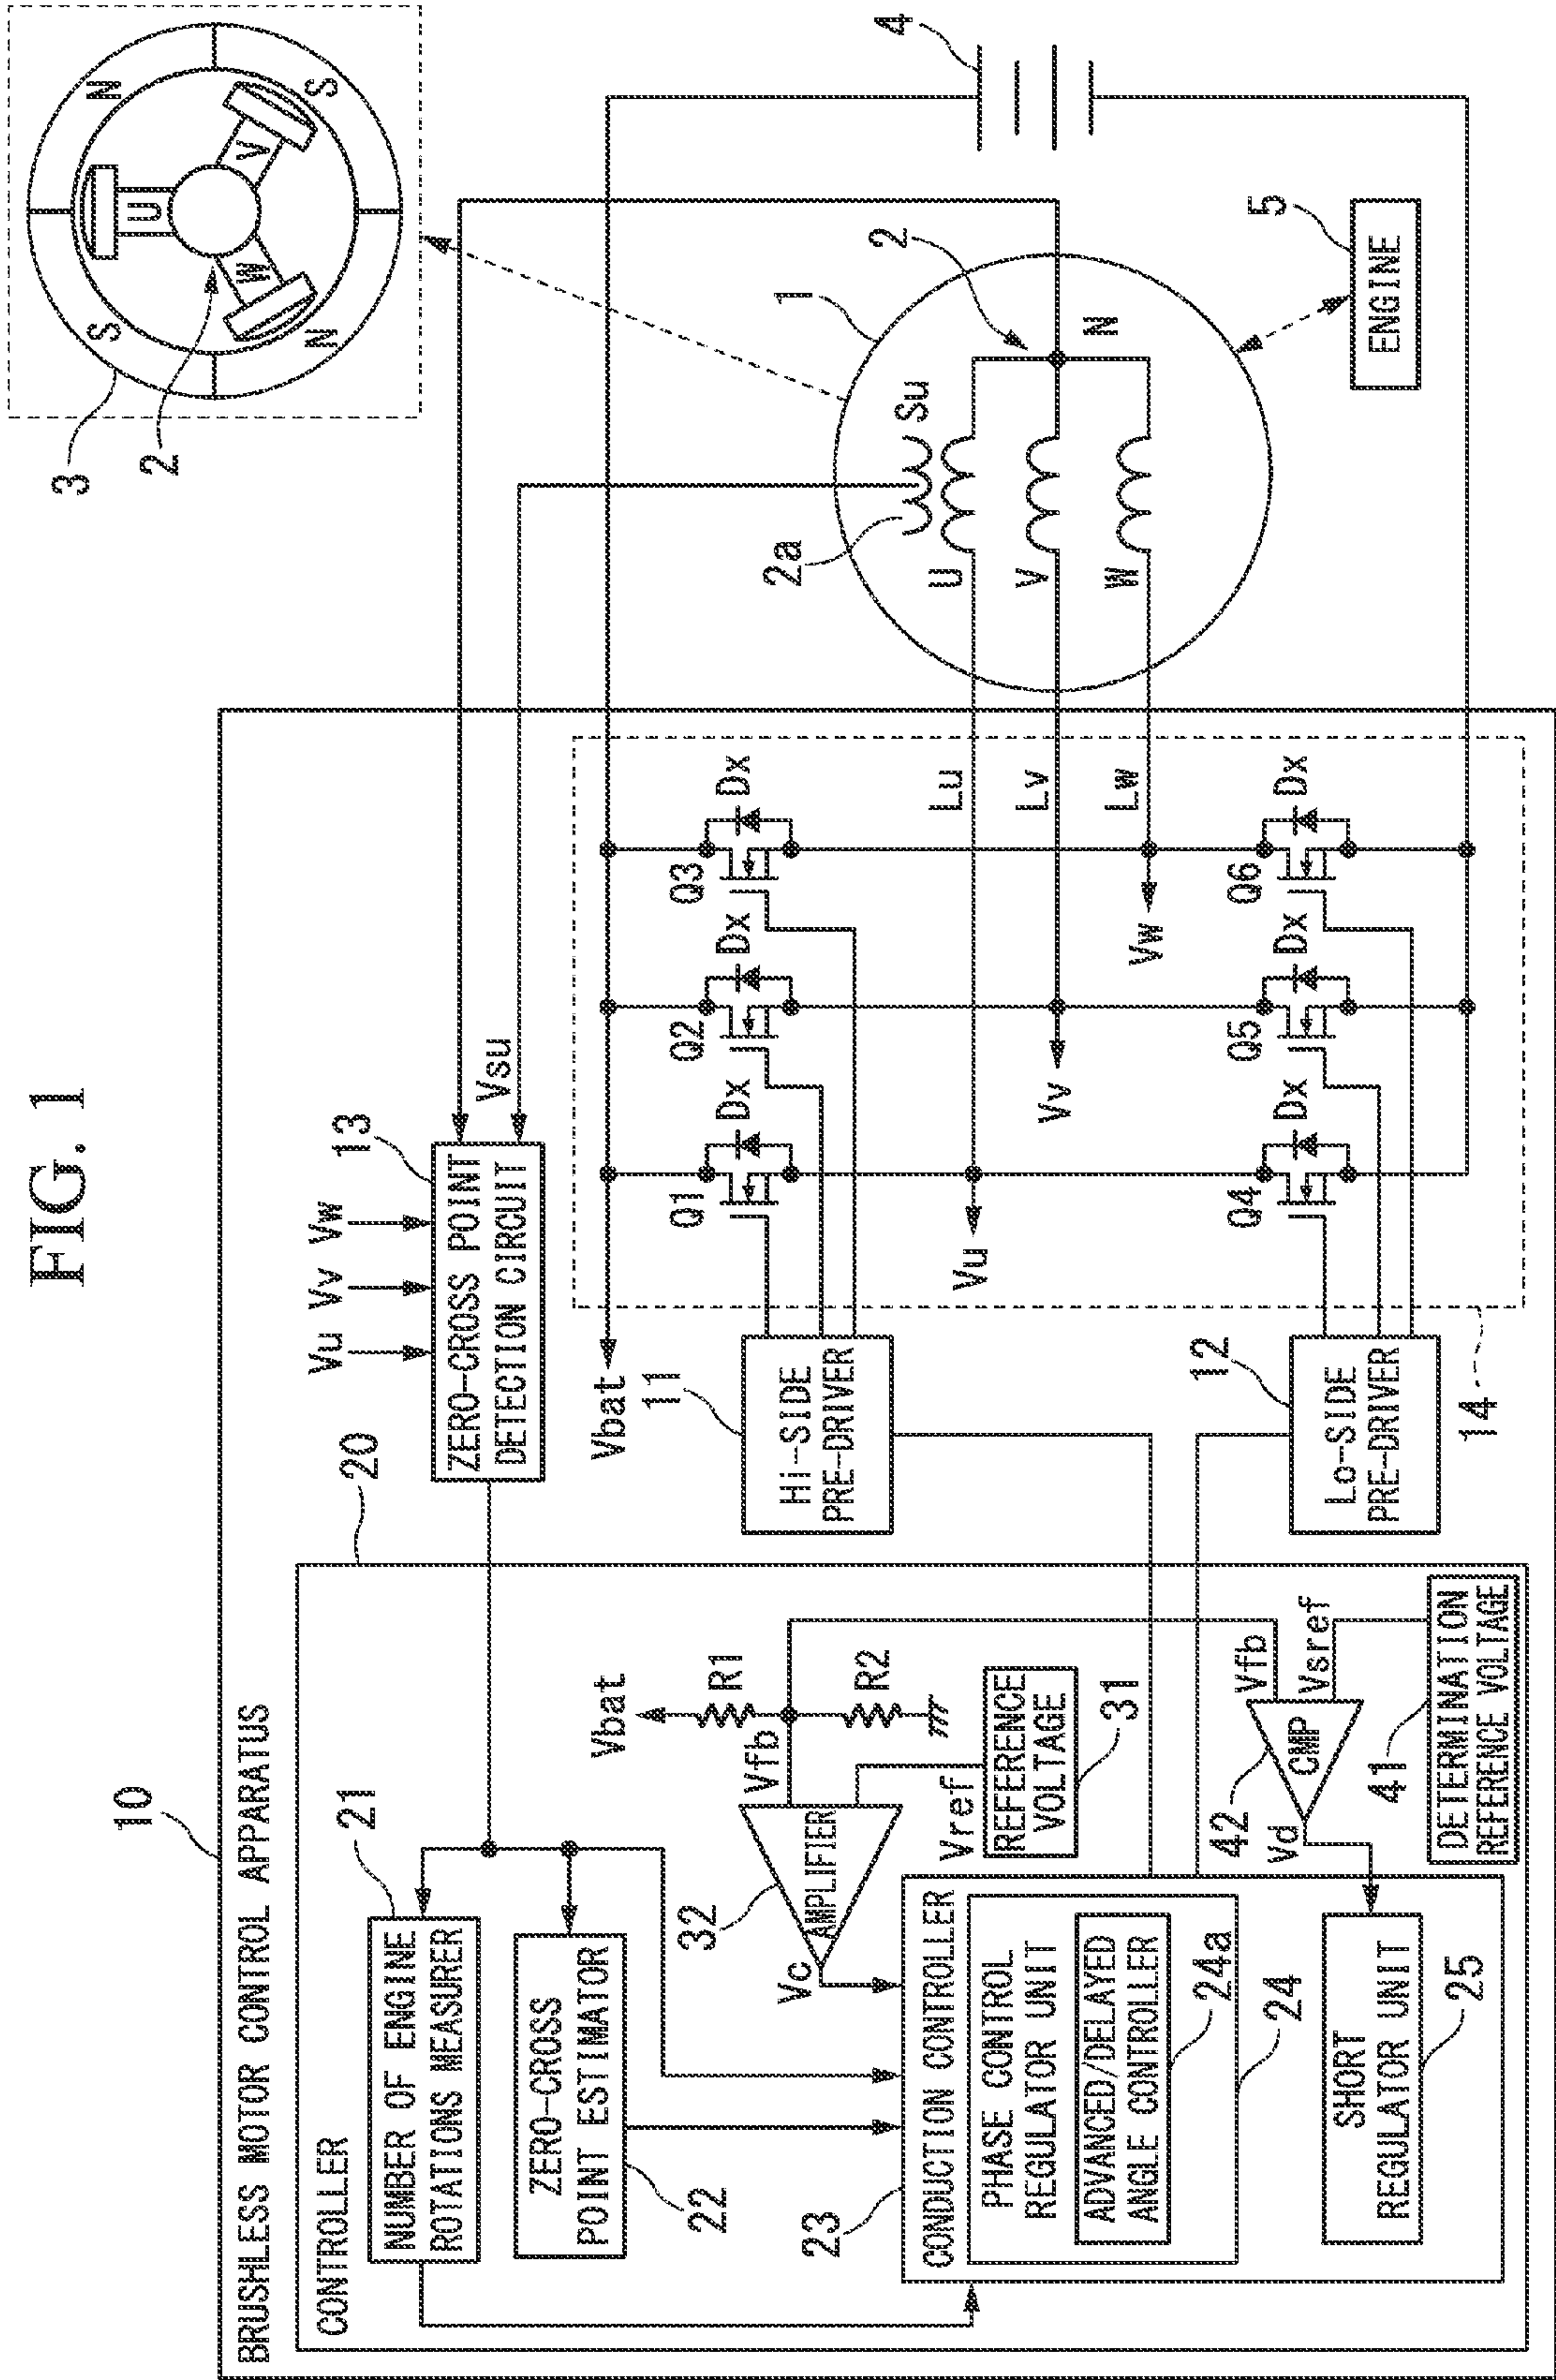 FIG. 1
BRUSHLESS MOTOR CONTROL APPARATUS
10
CONTROLLER
20
NUMBER OF ENGINE
ROTATIONS MEASURER
21
ZERO-CROSS
POINT ESTIMATOR
22
23
CONDUCTION CONTROLLER
PHASE CONTROL
REGULATOR UNIT
ADVANCED/DELAYED
ANGLE CONTROLLER
24a
24
SHORT
REGULATOR UNIT
25
Vbat
R1
Vfb
R2
32
AMPLIFIER
Vc
Vref
REFERENCE
VOLTAGE
31
Vfb
Vsref
42
CMP
Vd
41
DETERMINATION
REFERENCE VOLTAGE
Vu
Vv
Vw
13
ZERO-CROSS POINT
DETECTION CIRCUIT
Vsu
Vbat
11
Hi-SIDE
PRE-DRIVER
12
Lo-SIDE
PRE-DRIVER
14
Q1
Dx
Q2
Dx
Q3
Dx
Lu
Lv
Lw
Vu
Vv
Vw
Q4
Dx
Q5
Dx
Q6
Dx
1
2
2a
Su
U
V
W
N
4
5
ENGINE
3
2
S
N
U
W
V
N
S